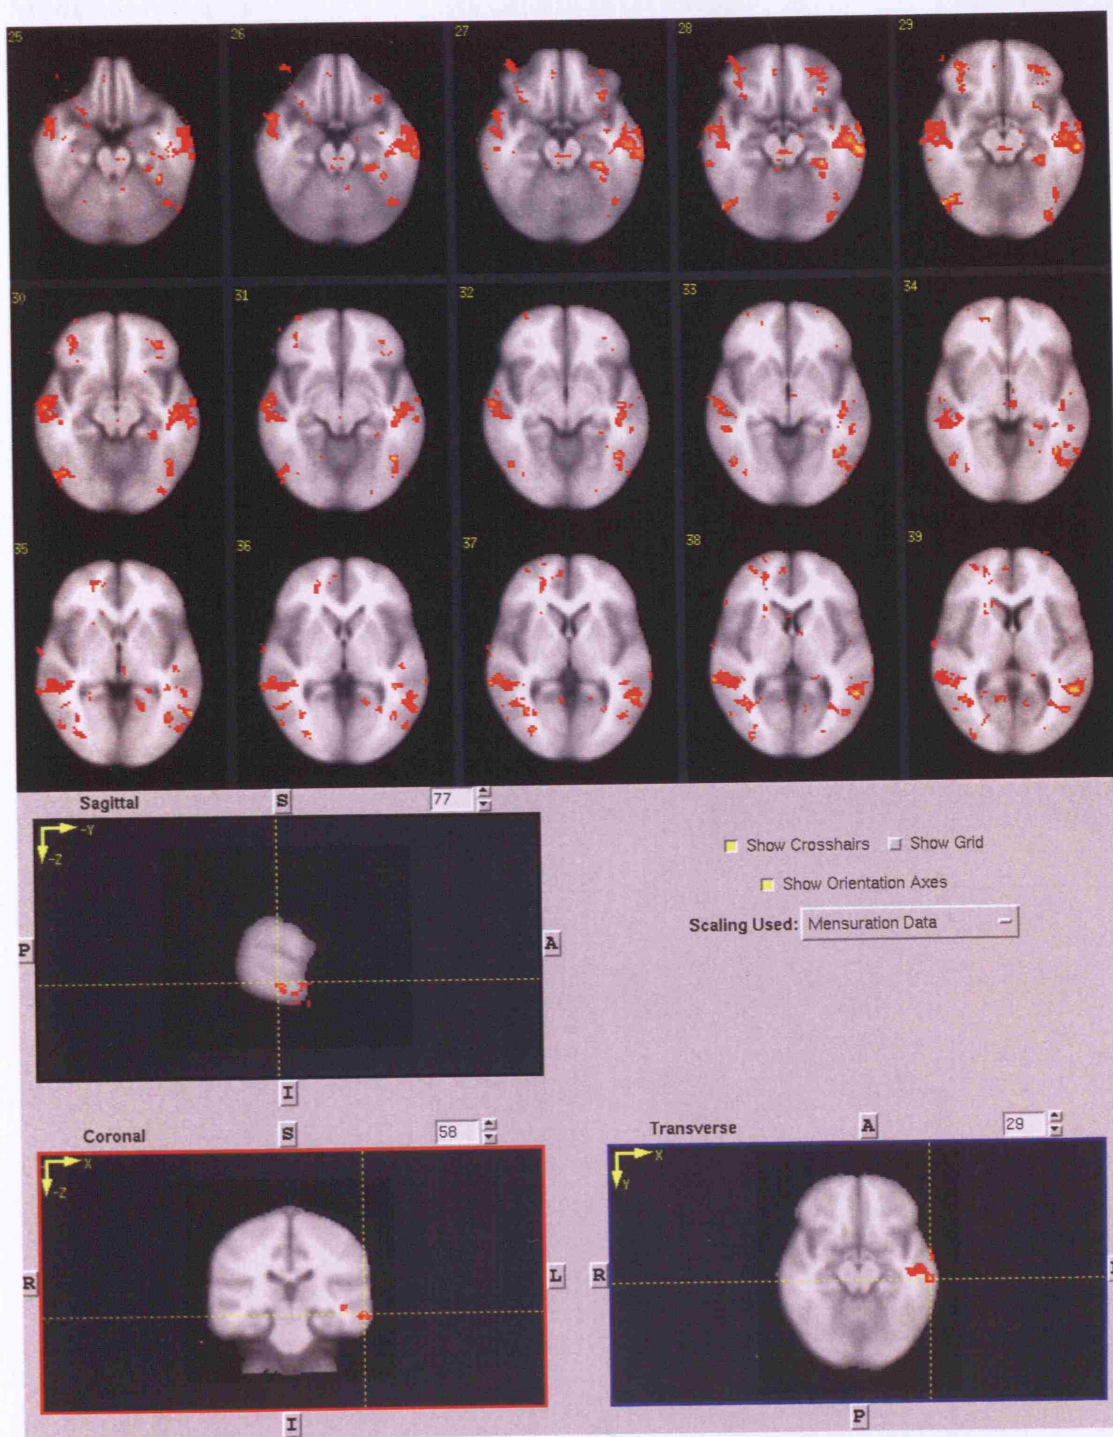 25 26 27 28 29
30 31 32 33 34
35 36 37 38 39
Sagittal S 77
-Y
-Z
Show Crosshairs Show Grid
Show Orientation Axes
Scaling Used: Mensuration Data
P A
I
Coronal S 58
Transverse A 29
X
-Z
X
Y
R L
R
I
P